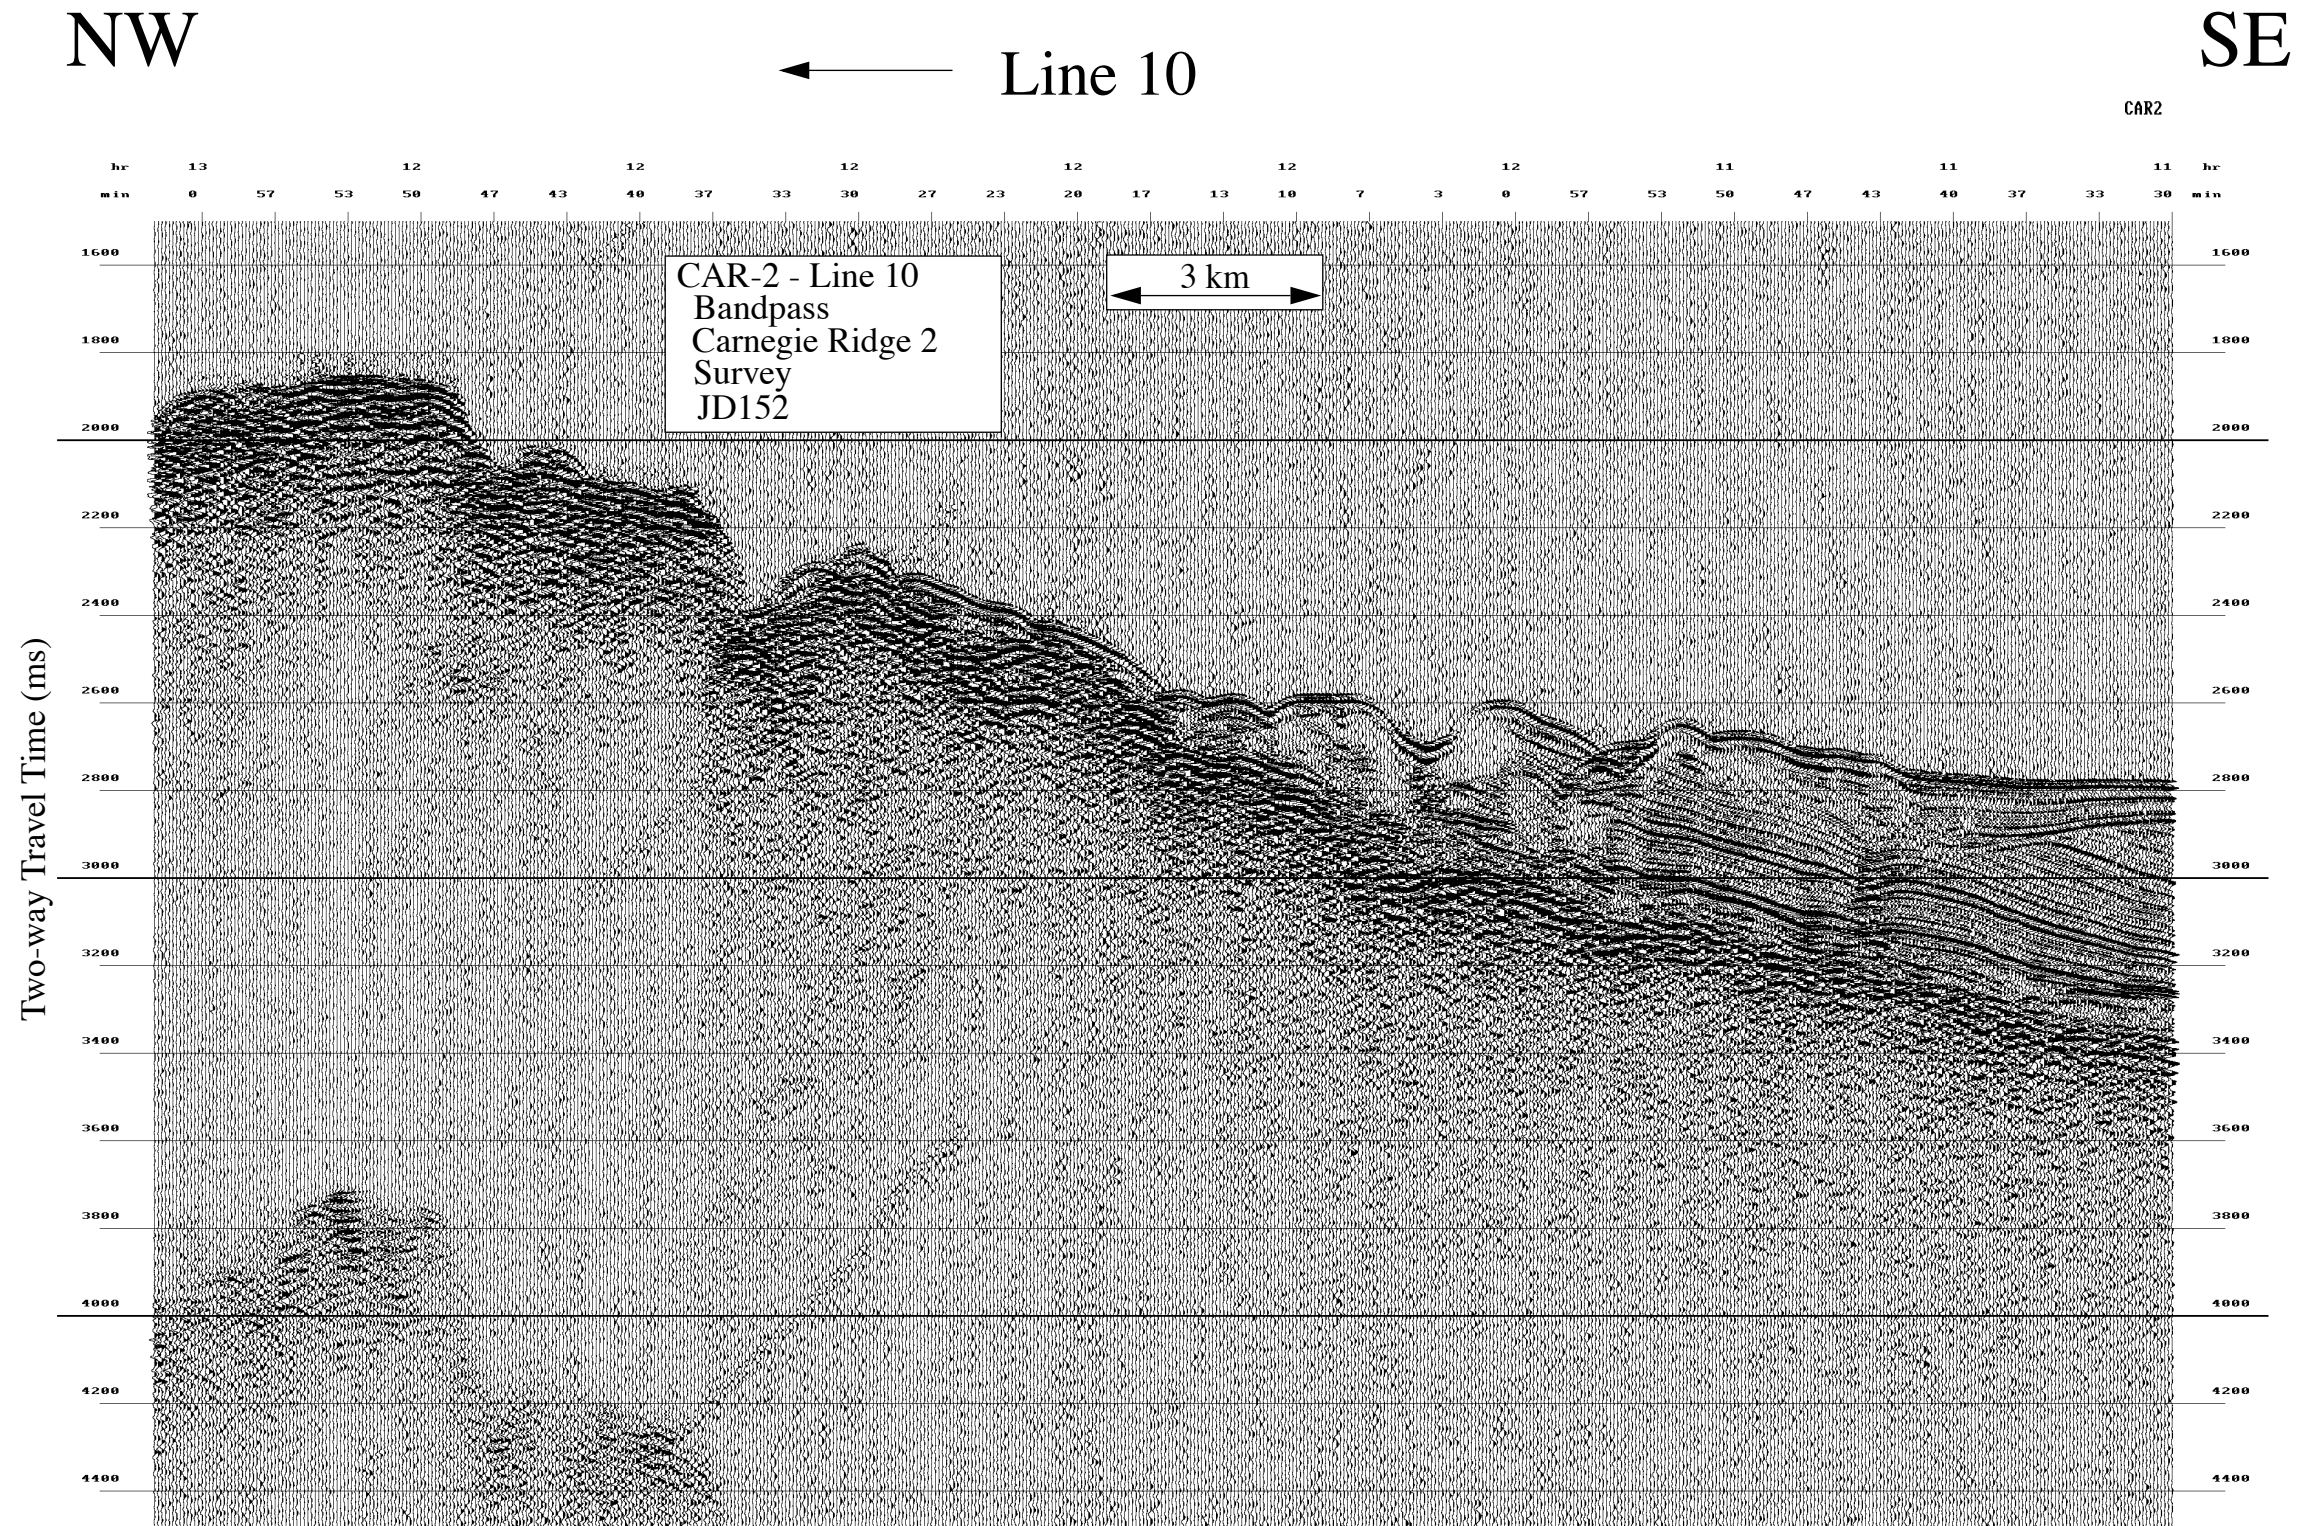 NW
SE
Line 10
CAR2
hr 13 12 12 12 12 12 12 11 11 11 hr
min 0 57 53 50 47 43 40 37 33 30 27 23 20 17 13 10 7 3 0 57 53 50 47 43 40 37 33 30 min
1600 1600
CAR-2 - Line 10
Bandpass
Carnegie Ridge 2
Survey
JD152
3 km
1800 1800
2000 2000
2200 2200
2400 2400
2600 2600
2800 2800
3000 3000
3200 3200
3400 3400
3600 3600
3800 3800
4000 4000
4200 4200
4400 4400
Two-way Travel Time (ms)